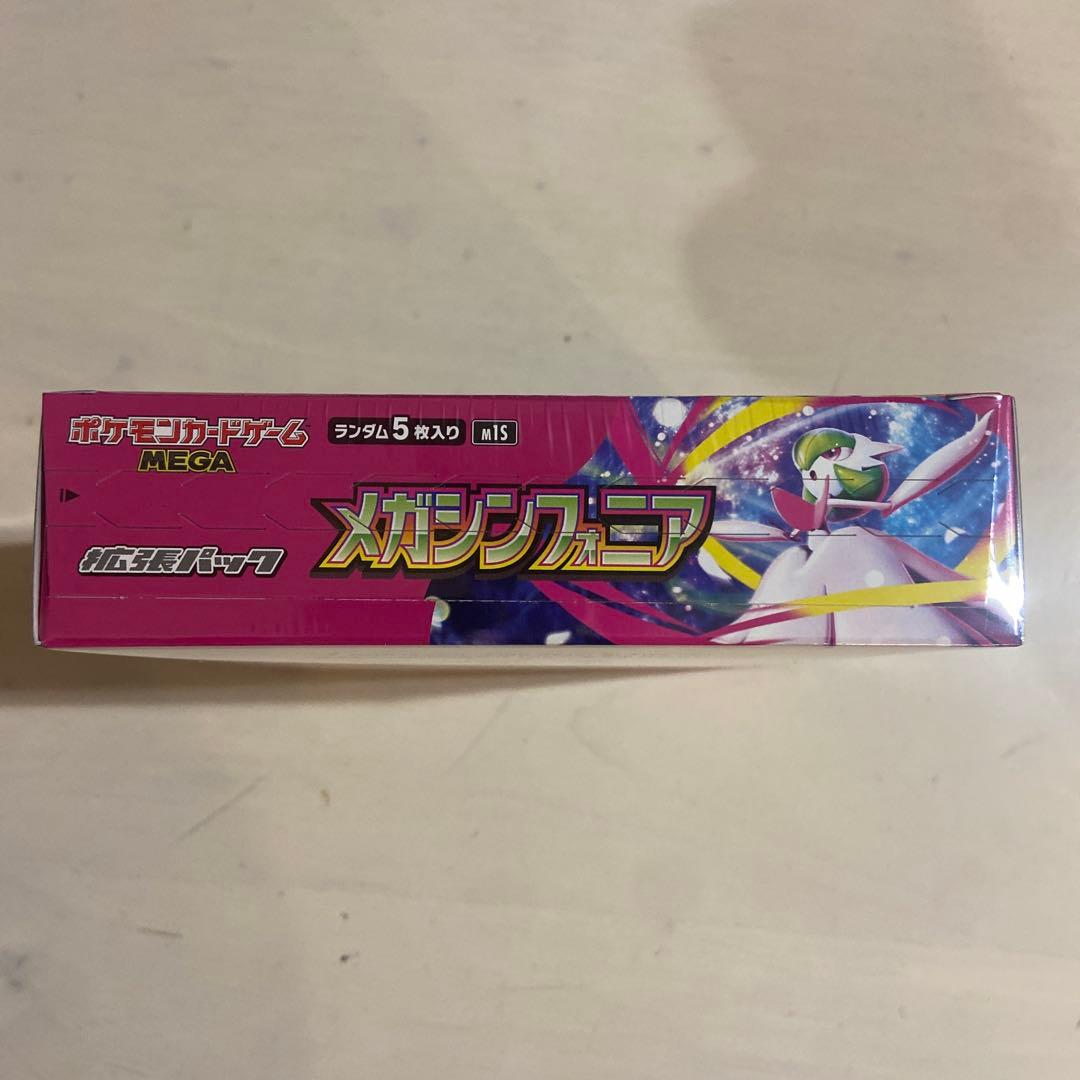 ポケモンカードゲーム
MEGA
ランダム5枚入り
m1S
メガシンフォニア
拡張パック